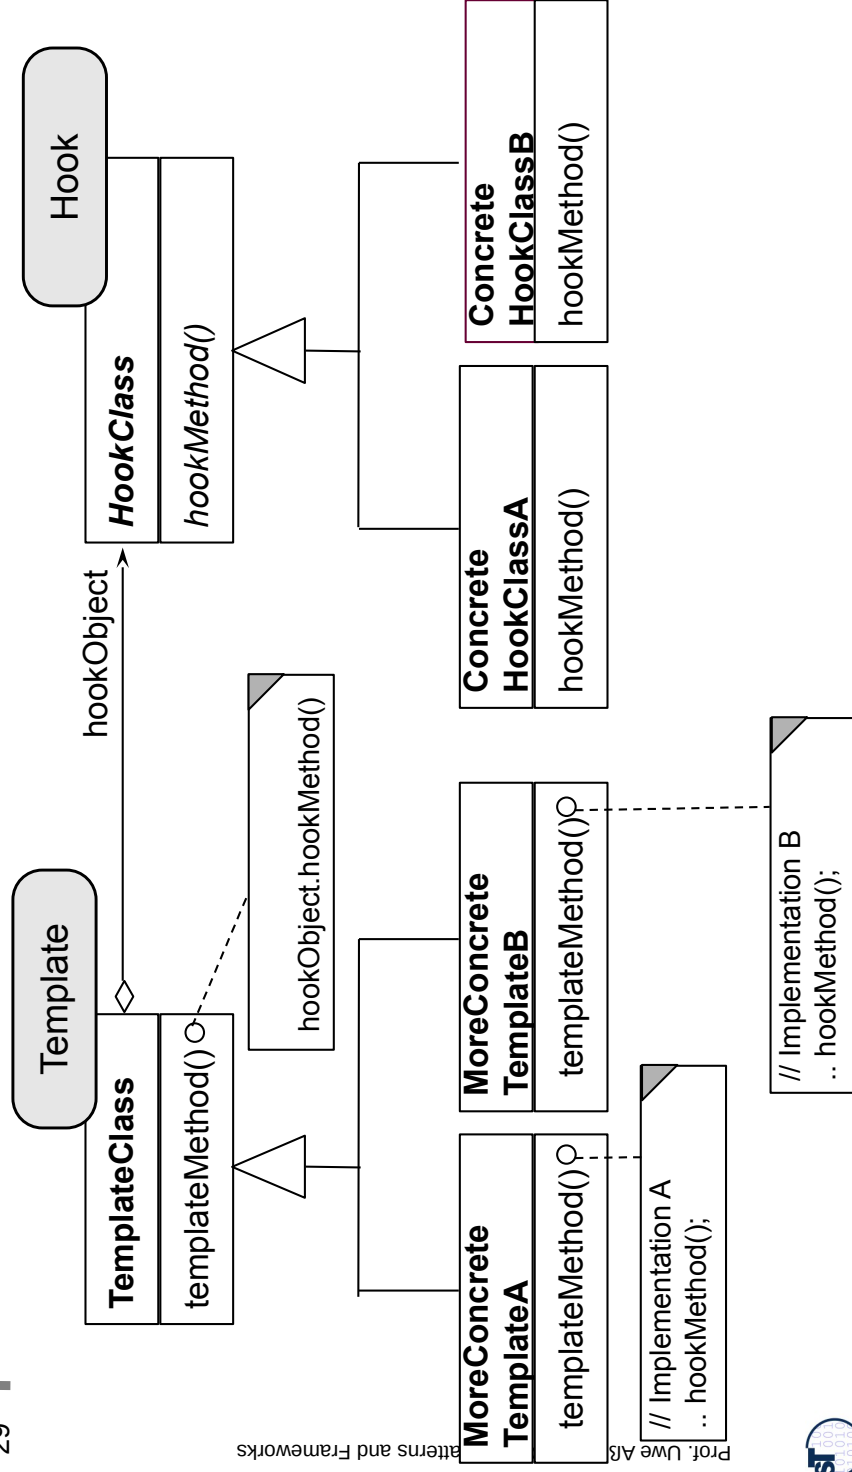 Template
Hook
TemplateClass
templateMethod()
hookObject
HookClass
hookMethod()
hookObject.hookMethod()
MoreConcrete
TemplateA
templateMethod()
MoreConcrete
TemplateB
templateMethod()
Concrete
HookClassA
hookMethod()
Concrete
HookClassB
hookMethod()
// Implementation A
.. hookMethod();
// Implementation B
.. hookMethod();
Prof. Uwe and Frameworks
29
ST